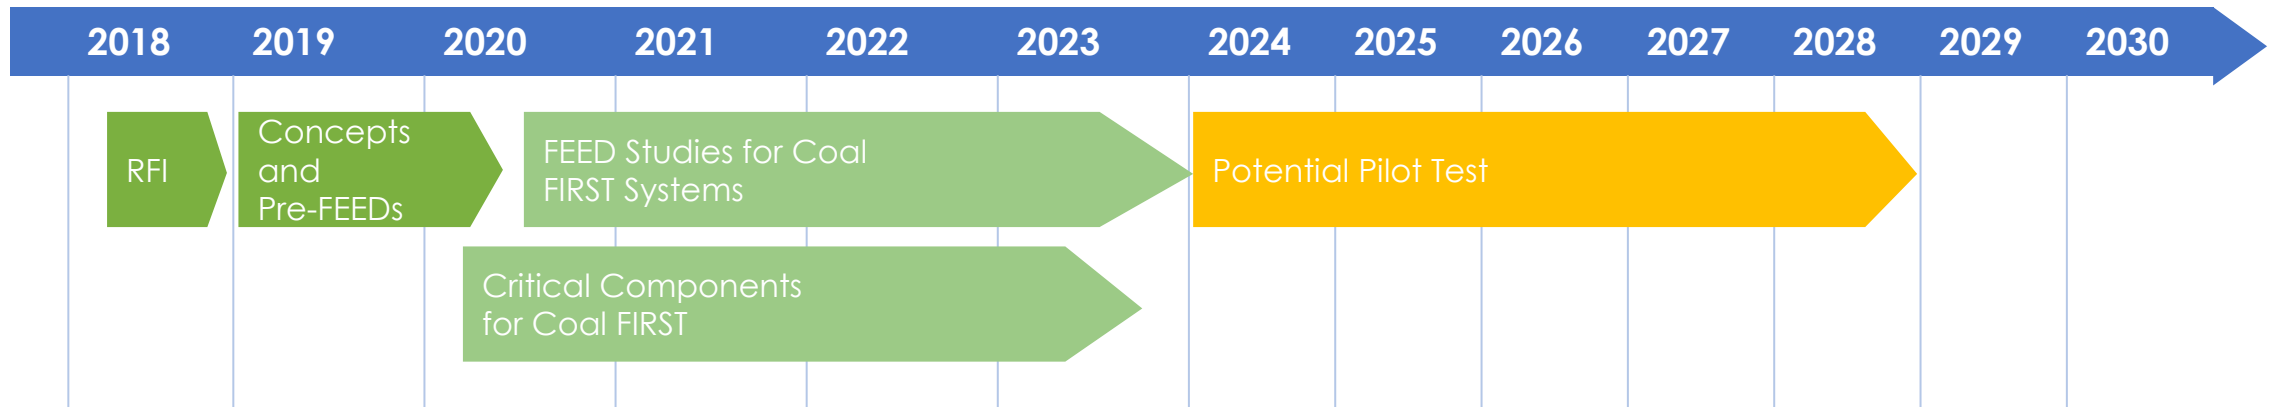 2018 2019 2020 2021 2022 2023 2024 2025 2026 2027 2028 2029 2030
RFI
Concepts
and
Pre-FEEDs
FEED Studies for Coal
FIRST Systems
Potential Pilot Test
Critical Components
for Coal FIRST